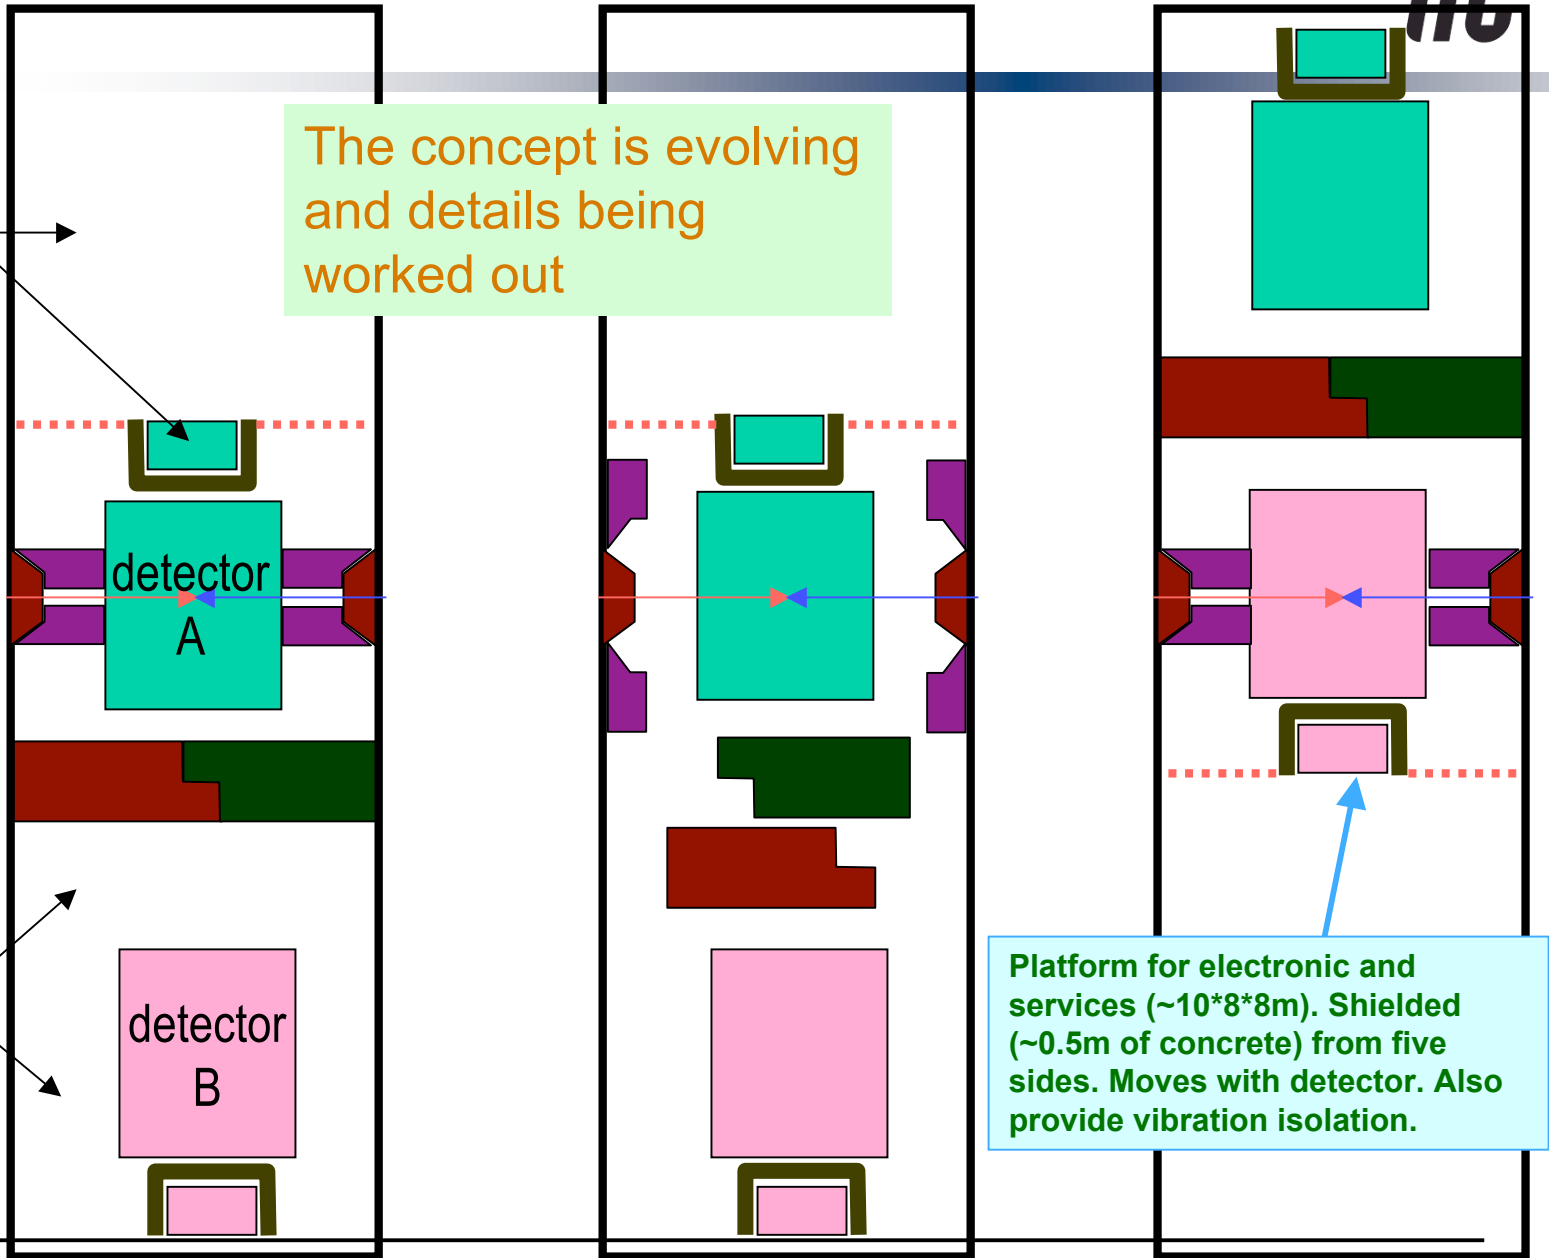 The concept is evolving
and details being
worked out
detector
A
detector
B
Platform for electronic and
services (~10*8*8m). Shielded
(~0.5m of concrete) from five
sides. Moves with detector. Also
provide vibration isolation.